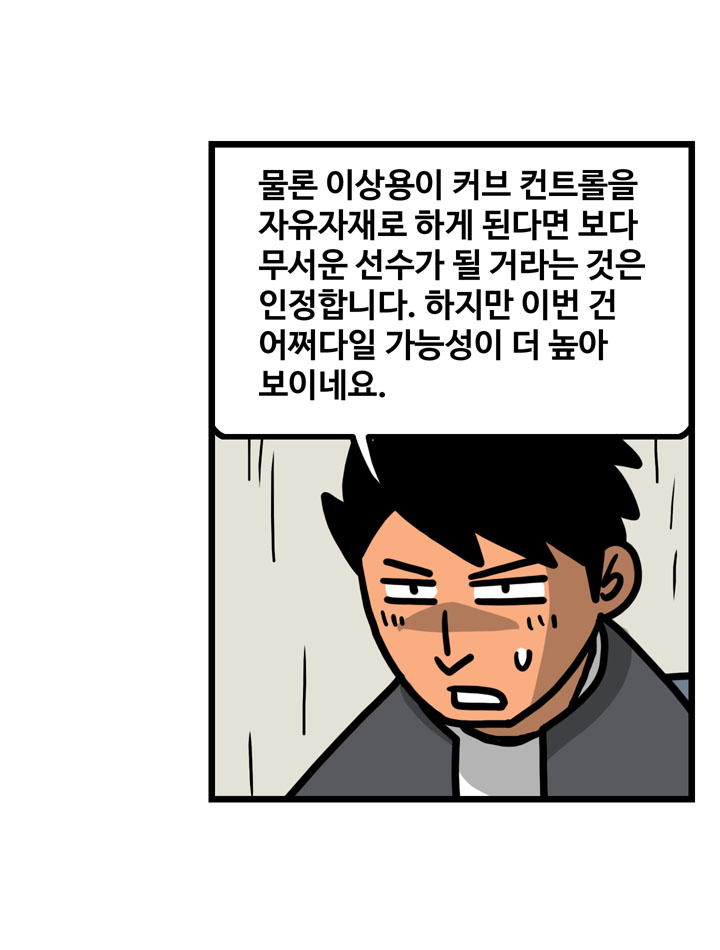 물론 이상용이 커브 컨트롤을
자유자재로 하게 된다면 보다
무서운 선수가 될 거라는 것은
인정합니다. 하지만 이번 건
어쩌다일 가능성이 더 높아
보이네요.